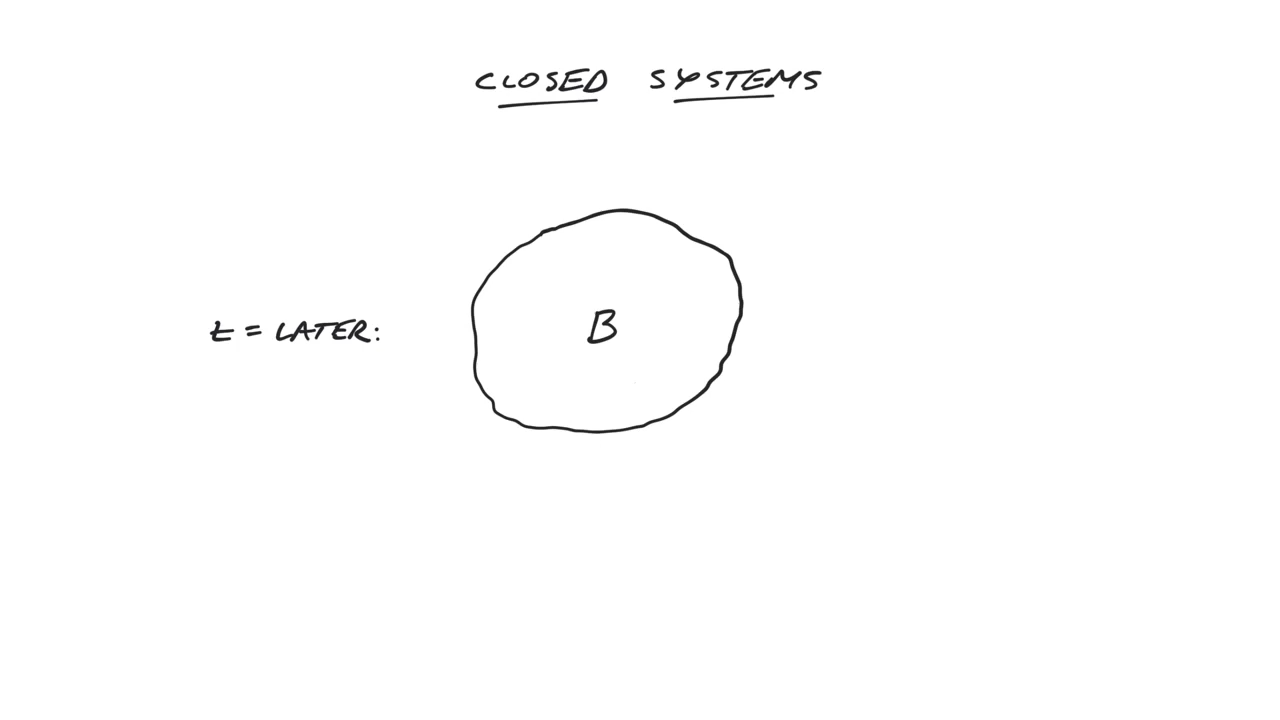 CLOSED SYSTEMS
t = LATER:
B